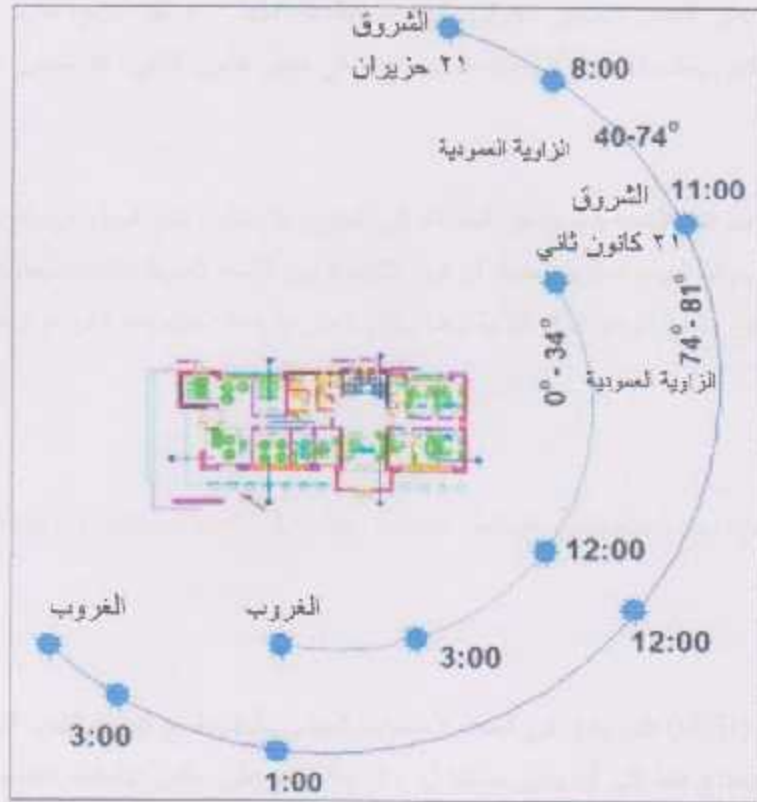 الشروق
٢١ حزيران
8:00
40-74°
الزاوية العمودية
11:00
الشروق
٢١ كانون ثاني
0° - 34°
74° - 81°
الزاوية العمودية
12:00
الغروب
الغروب
3:00
12:00
3:00
1:00